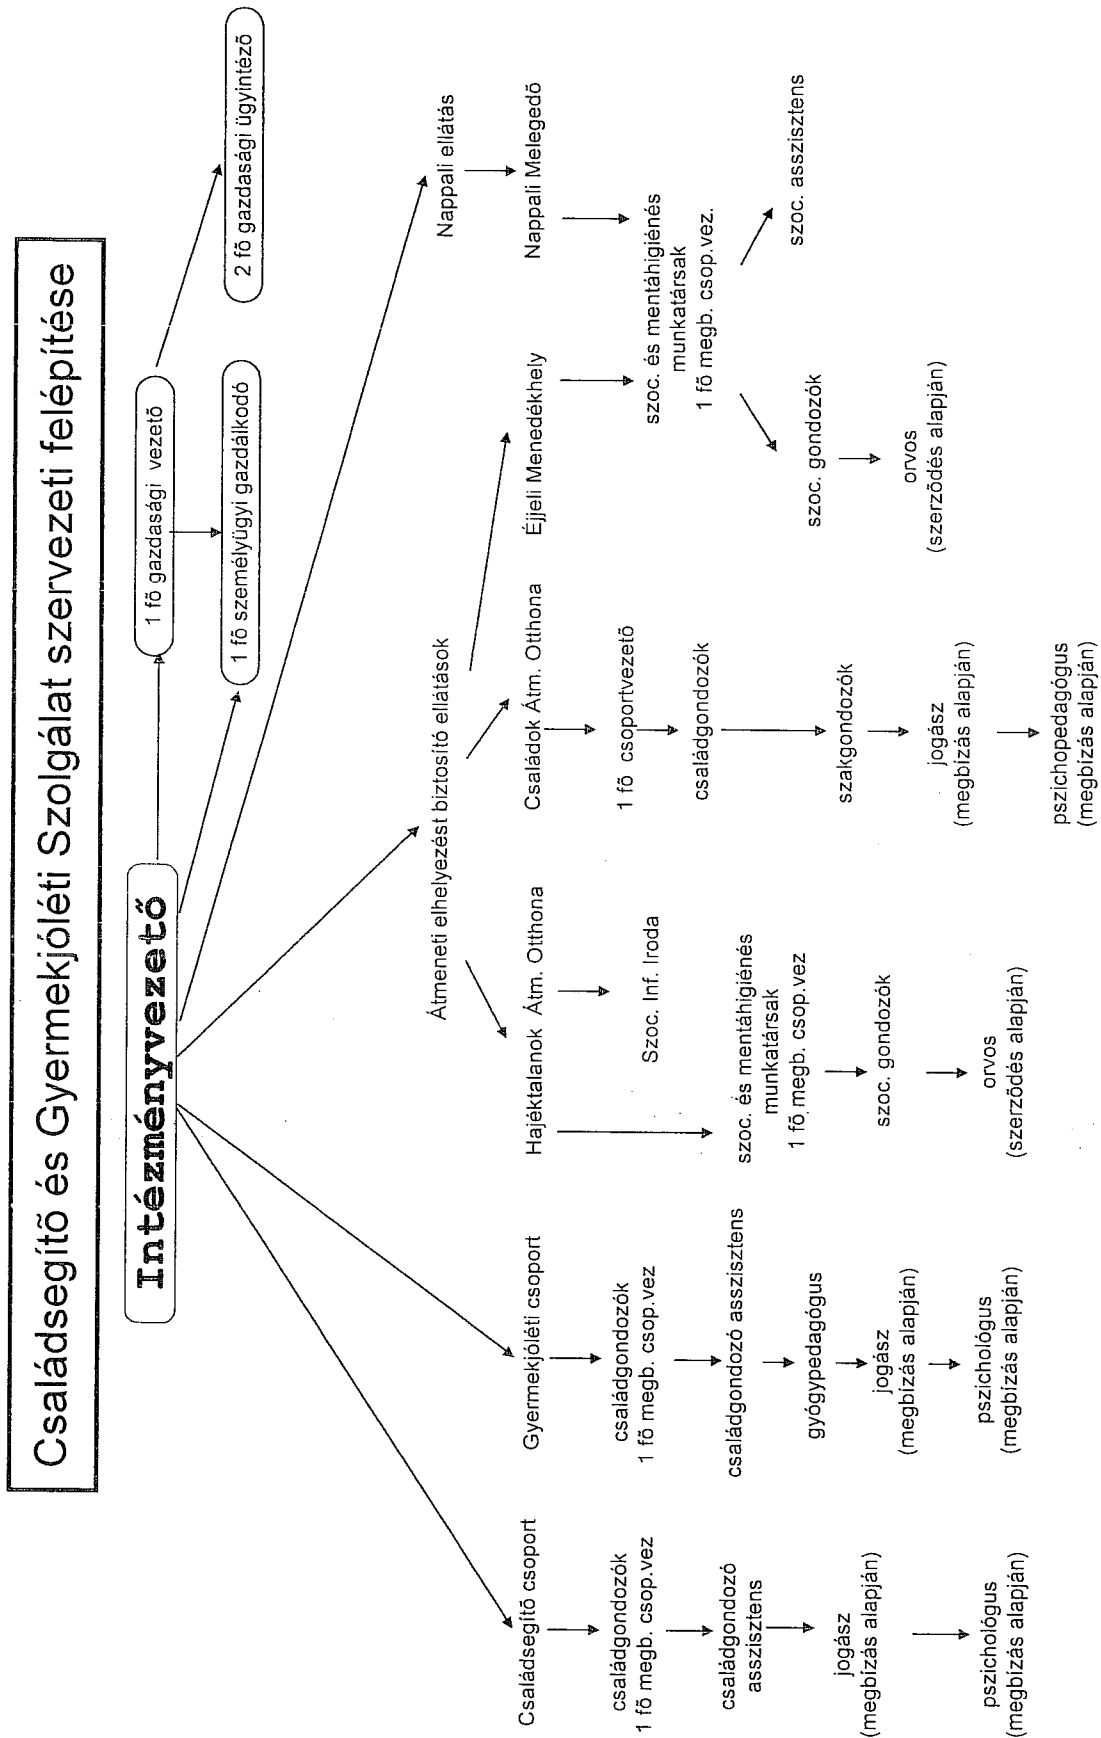 Családsegítő és Gyermekjóléti Szolgálat szervezeti felépítése
Intézményvezető
1 fő gazdasági vezető
1 fő személyügyi gazdálkodó
2 fő gazdasági ügyintéző
Családsegítő csoport
családgondozók
1 fő megb. csop.vez
családgondozó
asszisztens
jogász
(megbízás alapján)
pszichológus
(megbízás alapján)
Gyermekjóléti csoport
családgondozók
1 fő megb. csop.vez
családgondozó asszisztens
gyógypedagógus
jogász
(megbízás alapján)
pszichológus
(megbízás alapján)
Átmeneti elhelyezést biztosító ellátások
Hajéktalanok Átm. Otthona
Szoc. Inf. Iroda
szoc. és mentáhigiénés
munkatársak
1 fő megb. csop.vez
szoc. gondozók
orvos
(szerződés alapján)
Családok Átm. Otthona
1 fő csoportvezető
családgondozók
szakgondozók
jogász
(megbízás alapján)
pszichopedagógus
(megbízás alapján)
Éjjeli Menedékhely
Nappali ellátás
Nappali Melegedő
szoc. és mentáhigiénés
munkatársak
1 fő megb. csop.vez.
szoc. gondozók
orvos
(szerződés alapján)
szoc. asszisztens